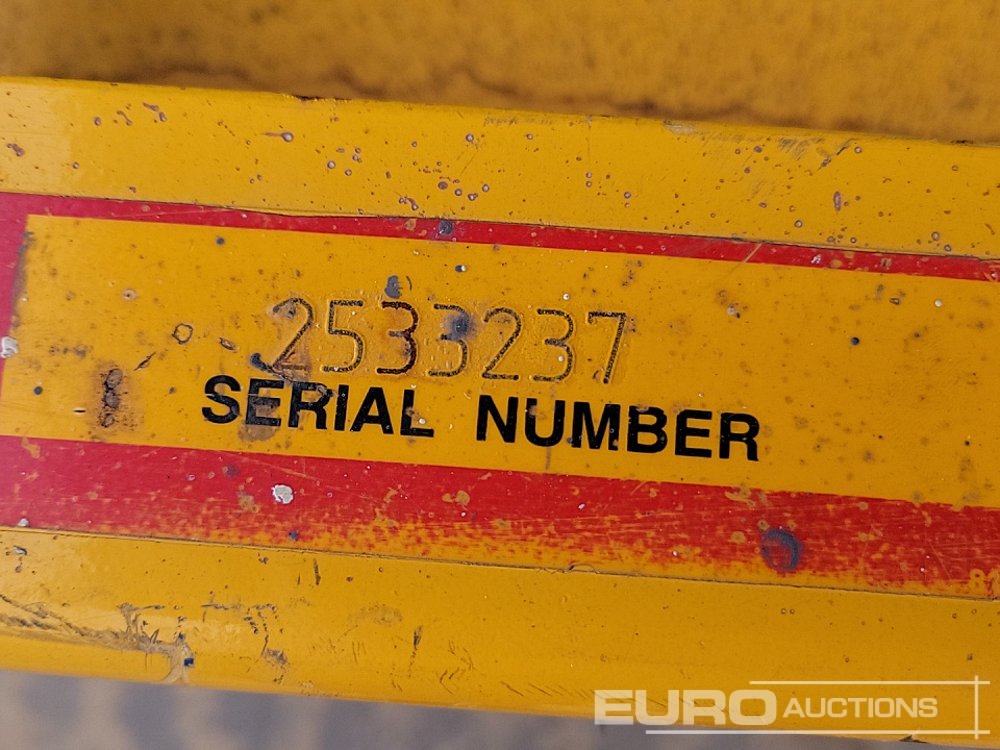 2533237
SERIAL NUMBER
EURO AUCTIONS